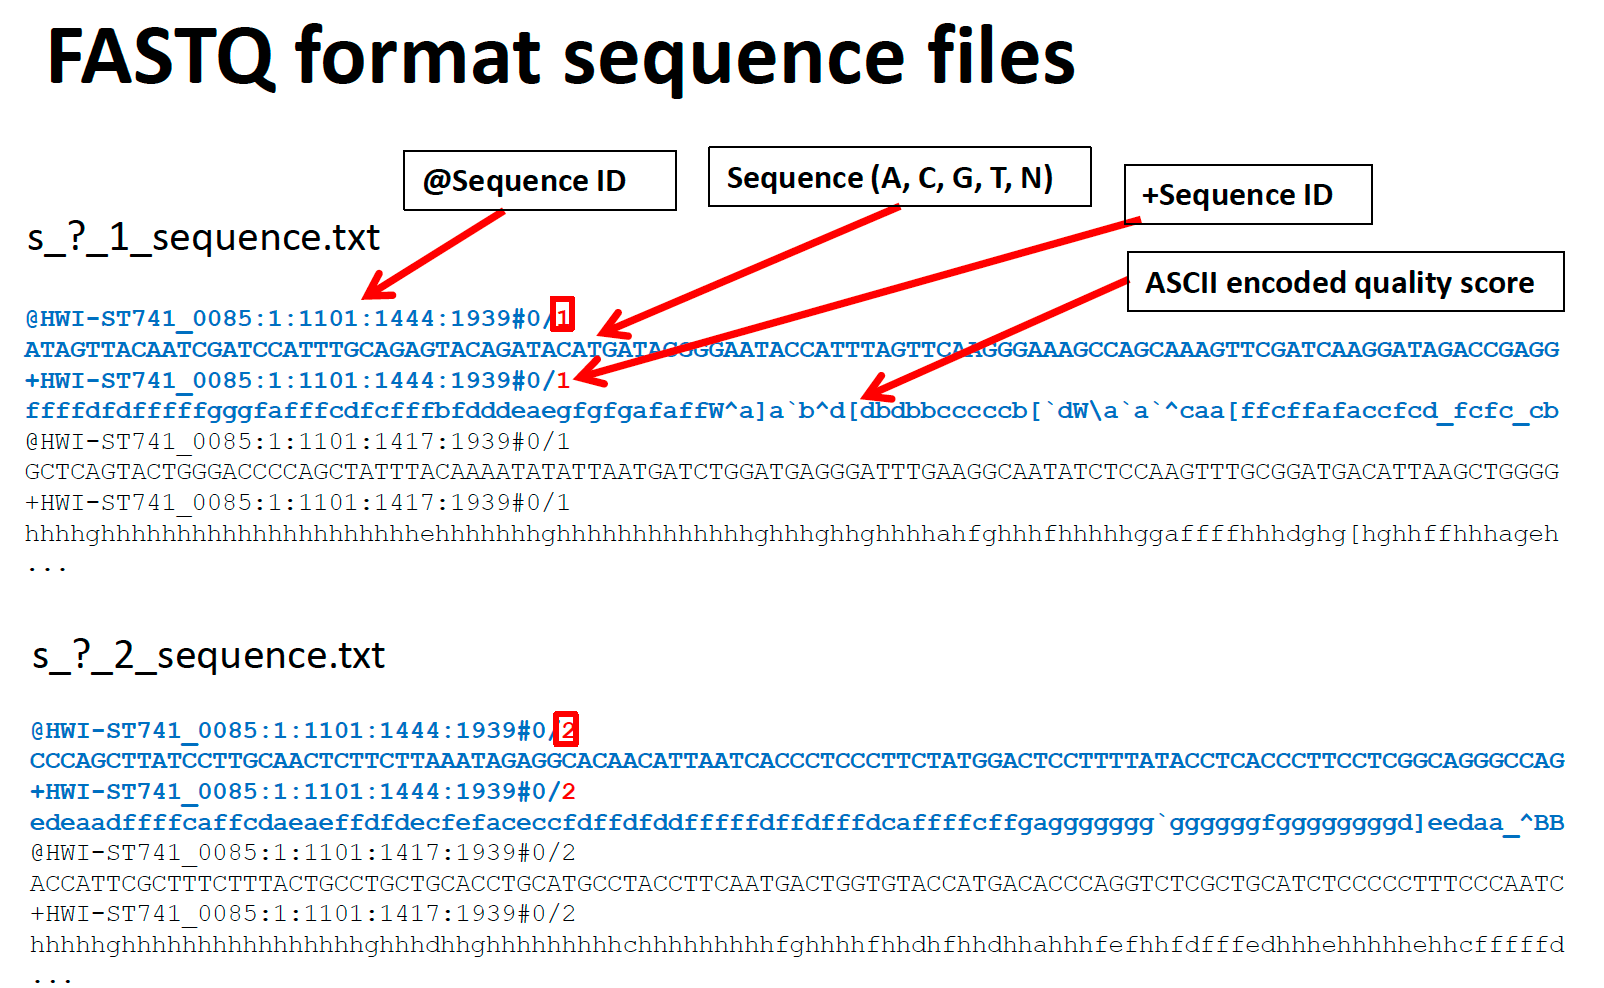 FASTQ format sequence files
@Sequence ID
Sequence (A, C, G, T, N)
+Sequence ID
ASCII encoded quality score
s_?_1_sequence.txt
@HWI-ST741_0085:1:1101:1444:1939#0/1
ATAGTTACAATCGATCCATTTGCAGAGTACAGATACATGATAGGGGAATACCATTTAGTTCAAGGGAAAGCCAGCAAAGTTCGATCAAGGATAGACCGAGG
+HWI-ST741_0085:1:1101:1444:1939#0/1
ffffdfdfffffgggfafffcdfcfffbfdddeaegfgfgafaffW^a]a`b^d[dbdbbcccccb[`dW\a`a`^caa[ffcffafaccfcd_fcfc_cb
@HWI-ST741_0085:1:1101:1417:1939#0/1
GCTCAGTACTGGGACCCCAGCTATTTACAAAATATATTAATGATCTGGATGAGGGATTTGAAGGCAATATCTCCAAGTTTGCGGATGACATTAAGCTGGGG
+HWI-ST741_0085:1:1101:1417:1939#0/1
hhhhghhhhhhhhhhhhhhhhhhhhhehhhhhhhghhhhhhhhhhhhhghhhghhghhhhahfghhhfhhhhhggaffffhhhdghg[hghhffhhhageh
...
s_?_2_sequence.txt
@HWI-ST741_0085:1:1101:1444:1939#0/2
CCCAGCTTATCCTTGCAACTCTTCTTAAATAGAGGCACAACATTAATCACCCTCCCTTCTATGGACTCCTTTTATACCTCACCCTTCCTCGGCAGGGCCAG
+HWI-ST741_0085:1:1101:1444:1939#0/2
edeaadffffcaffcdaeaeffdfdecfefaceccfdffdfddfffffdffdfffdcaffffcffgaggggggg`ggggggfggggggggd]eedaa_^BB
@HWI-ST741_0085:1:1101:1417:1939#0/2
ACCATTCGCTTTCTTTACTGCCTGCTGCACCTGCATGCCTACCTTCAATGACTGGTGTACCATGACACCCAGGTCTCGCTGCATCTCCCCCTTTCCCAATC
+HWI-ST741_0085:1:1101:1417:1939#0/2
hhhhhghhhhhhhhhhhhhhhhghhhdhhghhhhhhhhhchhhhhhhhhfghhhhfhhdhfhhdhhahhhfefhhfdfffedhhhehhhhhehhcfffffd
...